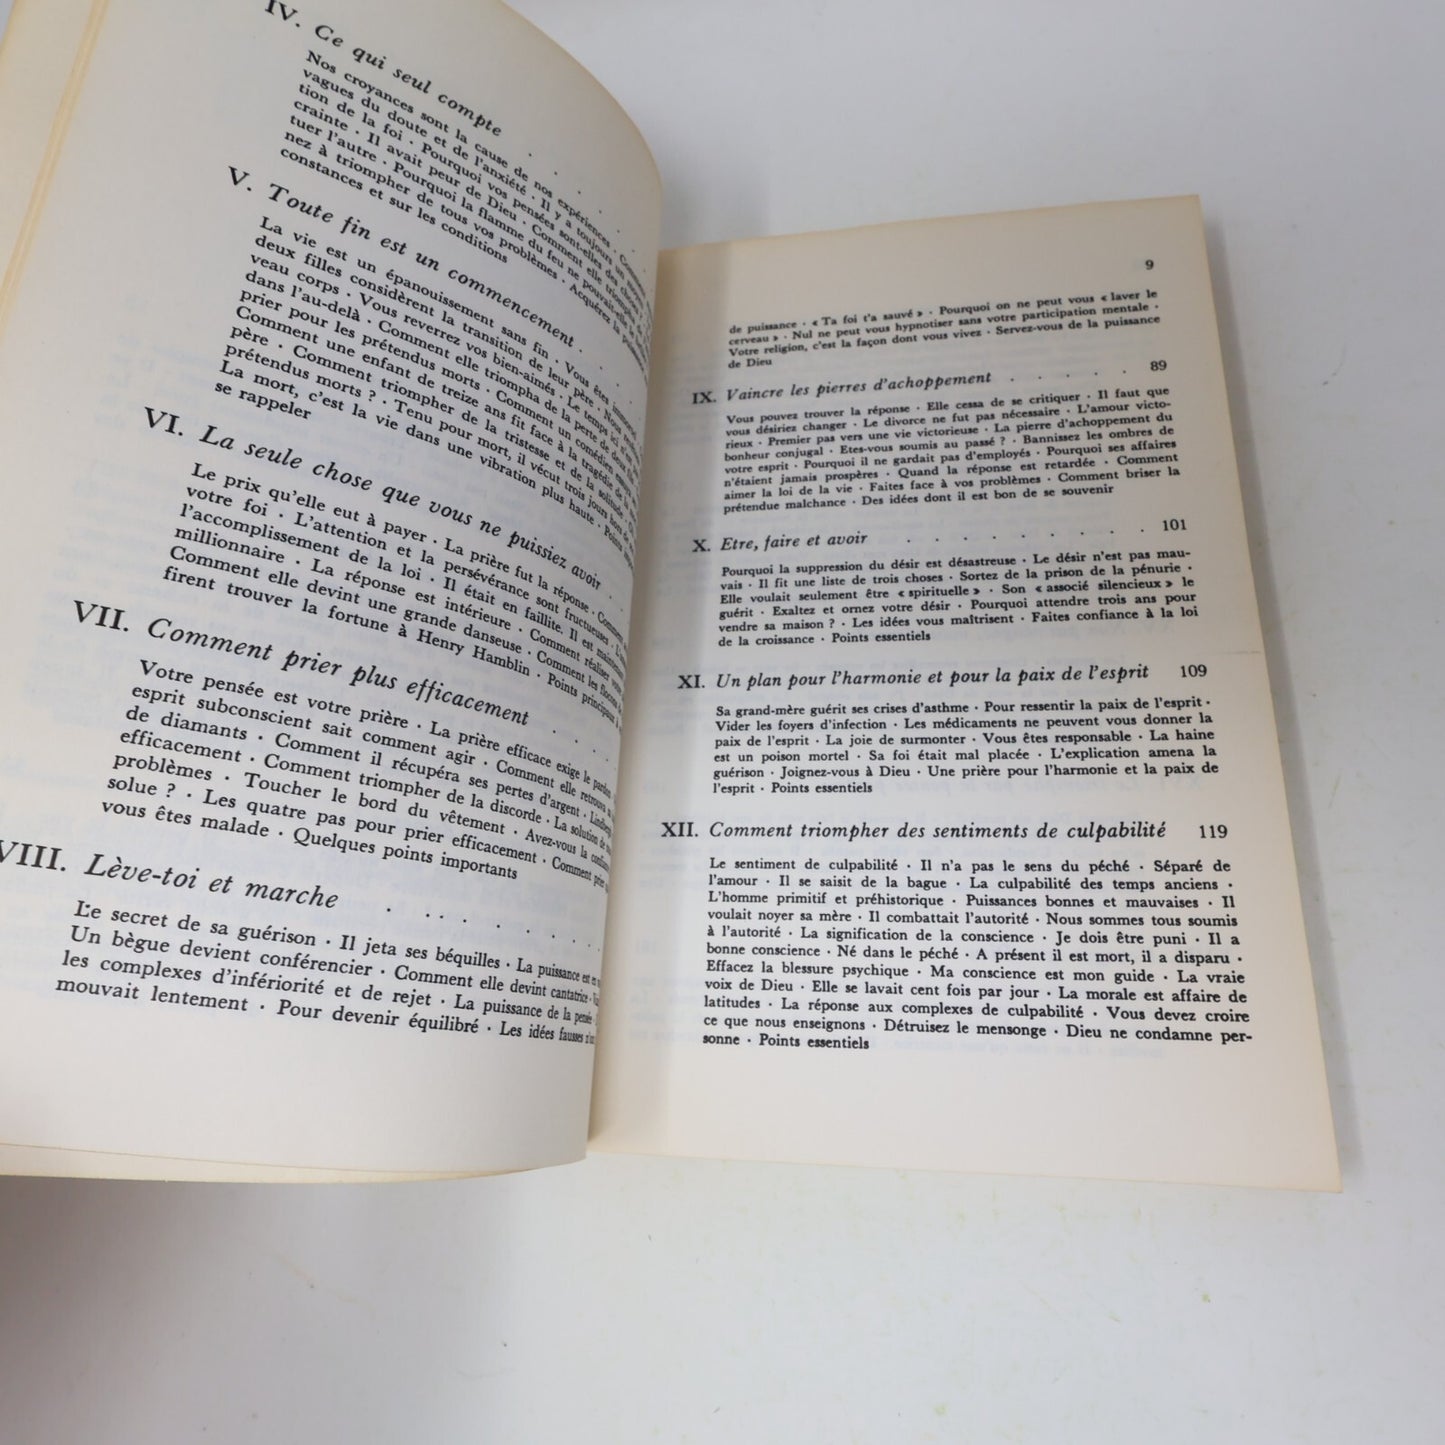 IV. Ce qui seul compte . . .
Nos croyances sont la cause de nos expériences ·
vagues du doute et de l'anxiété · Il y a toujours un moyen
tion de la foi · Pourquoi vos pensées sont-elles des choses
crainte · Il avait peur de Dieu · Comment elle triompha de
tuer l'autre · Pourquoi la flamme du feu ne pouvait-elle le
nez à triompher de tous vos problèmes · Acquérez la puissance
constances et sur les conditions
V. Toute fin est un commencement . . .
La vie est un épanouissement sans fin · Vous êtes immortel
deux filles considèrent la transition de leur père · Nous
veau corps · Vous reverrez vos bien-aimés · Le temps ici
dans l'au-delà · Comment elle triompha de la perte de deux
prier pour les prétendus morts · Comment un comédien
Comment une enfant de treize ans fit face à la tragédie de la
père · Comment triompher de la tristesse et de la solitude ·
prétendus morts ? · Tenu pour mort, il vécut trois jours hors de
La mort, c'est la vie dans une vibration plus haute · Points
se rappeler
VI. La seule chose que vous ne puissiez avoir . .
Le prix qu'elle eut à payer · La prière fut la réponse ·
votre foi · L'attention et la persévérance sont fructueuses ·
l'accomplissement de la loi · Il était en faillite. Il est maintenant
millionnaire · La réponse est intérieure · Comment réaliser
Comment elle devint une grande danseuse · Comment les
firent trouver la fortune à Henry Hamblin · Points principaux à
VII. Comment prier plus efficacement . . .
Votre pensée est votre prière · La prière efficace exige le pardon
esprit subconscient sait comment agir · Comment elle retrouva
de diamants · Comment il récupéra ses pertes d'argent ·
efficacement · Comment triompher de la discorde · La solution de
problèmes · Toucher le bord du vêtement · Avez-vous la
solue ? · Les quatre pas pour prier efficacement · Comment prier
vous êtes malade · Quelques points importants
VIII. Lève-toi et marche . . . . . . .
Le secret de sa guérison · Il jeta ses béquilles · La puissance est
Un bègue devient conférencier · Comment elle devint cantatrice ·
les complexes d'infériorité et de rejet · La puissance de la pensée ·
mouvait lentement · Pour devenir équilibré · Les idées fausses
9
de puissance · « Ta foi t'a sauvé » · Pourquoi on ne peut vous « laver le
cerveau » · Nul ne peut vous hypnotiser sans votre participation mentale ·
Votre religion, c'est la façon dont vous vivez · Servez-vous de la puissance
de Dieu
IX. Vaincre les pierres d'achoppement . . . . . 89
Vous pouvez trouver la réponse · Elle cessa de se critiquer · Il faut que
vous désiriez changer · Le divorce ne fut pas nécessaire · L'amour victo-
rieux · Premier pas vers une vie victorieuse · La pierre d'achoppement du
bonheur conjugal · Etes-vous soumis au passé ? · Bannissez les ombres de
votre esprit · Pourquoi il ne gardait pas d'employés · Pourquoi ses affaires
n'étaient jamais prospères · Quand la réponse est retardée · Comment
aimer la loi de la vie · Faites face à vos problèmes · Comment briser la
prétendue malchance · Des idées dont il est bon de se souvenir
X. Etre, faire et avoir . . . . . . . . 101
Pourquoi la suppression du désir est désastreuse · Le désir n'est pas mau-
vais · Il fit une liste de trois choses · Sortez de la prison de la pénurie ·
Elle voulait seulement être « spirituelle » · Son « associé silencieux » le
guérit · Exaltez et ornez votre désir · Pourquoi attendre trois ans pour
vendre sa maison ? · Les idées vous maîtrisent · Faites confiance à la loi
de la croissance · Points essentiels
XI. Un plan pour l'harmonie et pour la paix de l'esprit 109
Sa grand-mère guérit ses crises d'asthme · Pour ressentir la paix de l'esprit ·
Vider les foyers d'infection · Les médicaments ne peuvent vous donner la
paix de l'esprit · La joie de surmonter · Vous êtes responsable · La haine
est un poison mortel · Sa foi était mal placée · L'explication amena la
guérison · Joignez-vous à Dieu · Une prière pour l'harmonie et la paix de
l'esprit · Points essentiels
XII. Comment triompher des sentiments de culpabilité 119
Le sentiment de culpabilité · Il n'a pas le sens du péché · Séparé de
l'amour · Il se saisit de la bague · La culpabilité des temps anciens ·
L'homme primitif et préhistorique · Puissances bonnes et mauvaises · Il
voulait noyer sa mère · Il combattait l'autorité · Nous sommes tous soumis
à l'autorité · La signification de la conscience · Je dois être puni · Il a
bonne conscience · Né dans le péché · A présent il est mort, il a disparu ·
Effacez la blessure psychique · Ma conscience est mon guide · La vraie
voix de Dieu · Elle se lavait cent fois par jour · La morale est affaire de
latitudes · La réponse aux complexes de culpabilité · Vous devez croire
ce que nous enseignons · Détruisez le mensonge · Dieu ne condamne per-
sonne · Points essentiels